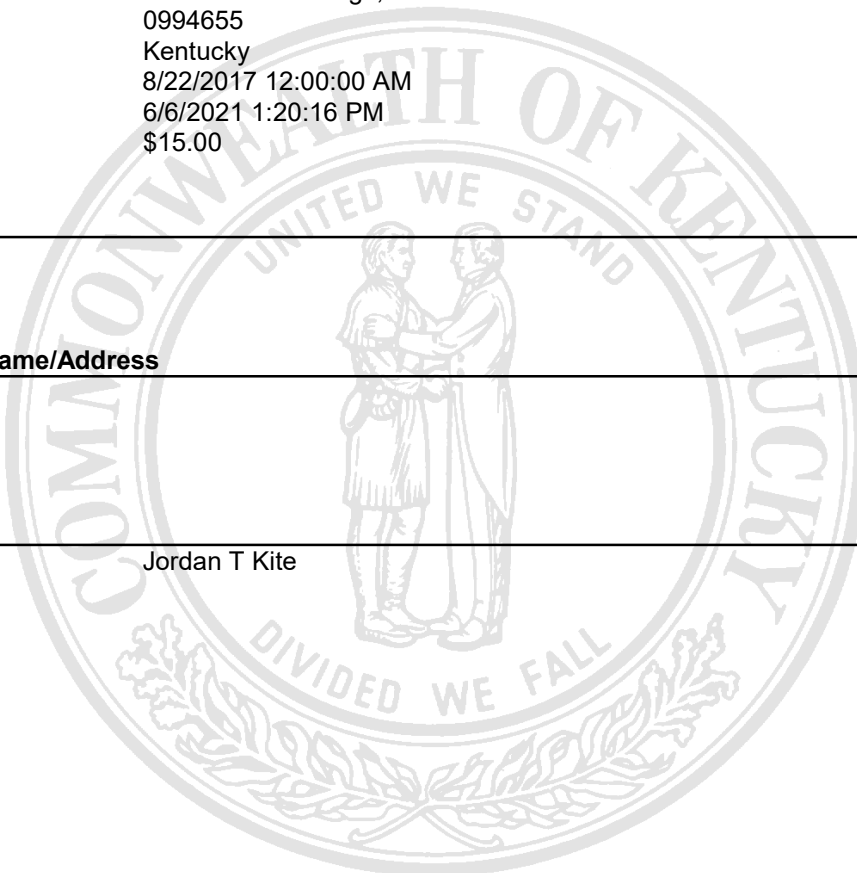 0994655
Kentucky
8/22/2017 12:00:00 AM
6/6/2021 1:20:16 PM
$15.00
COMMONWEALTH OF KENTUCKY
UNITED WE STAND
ame/Address
Jordan T Kite
DIVIDED WE FALL